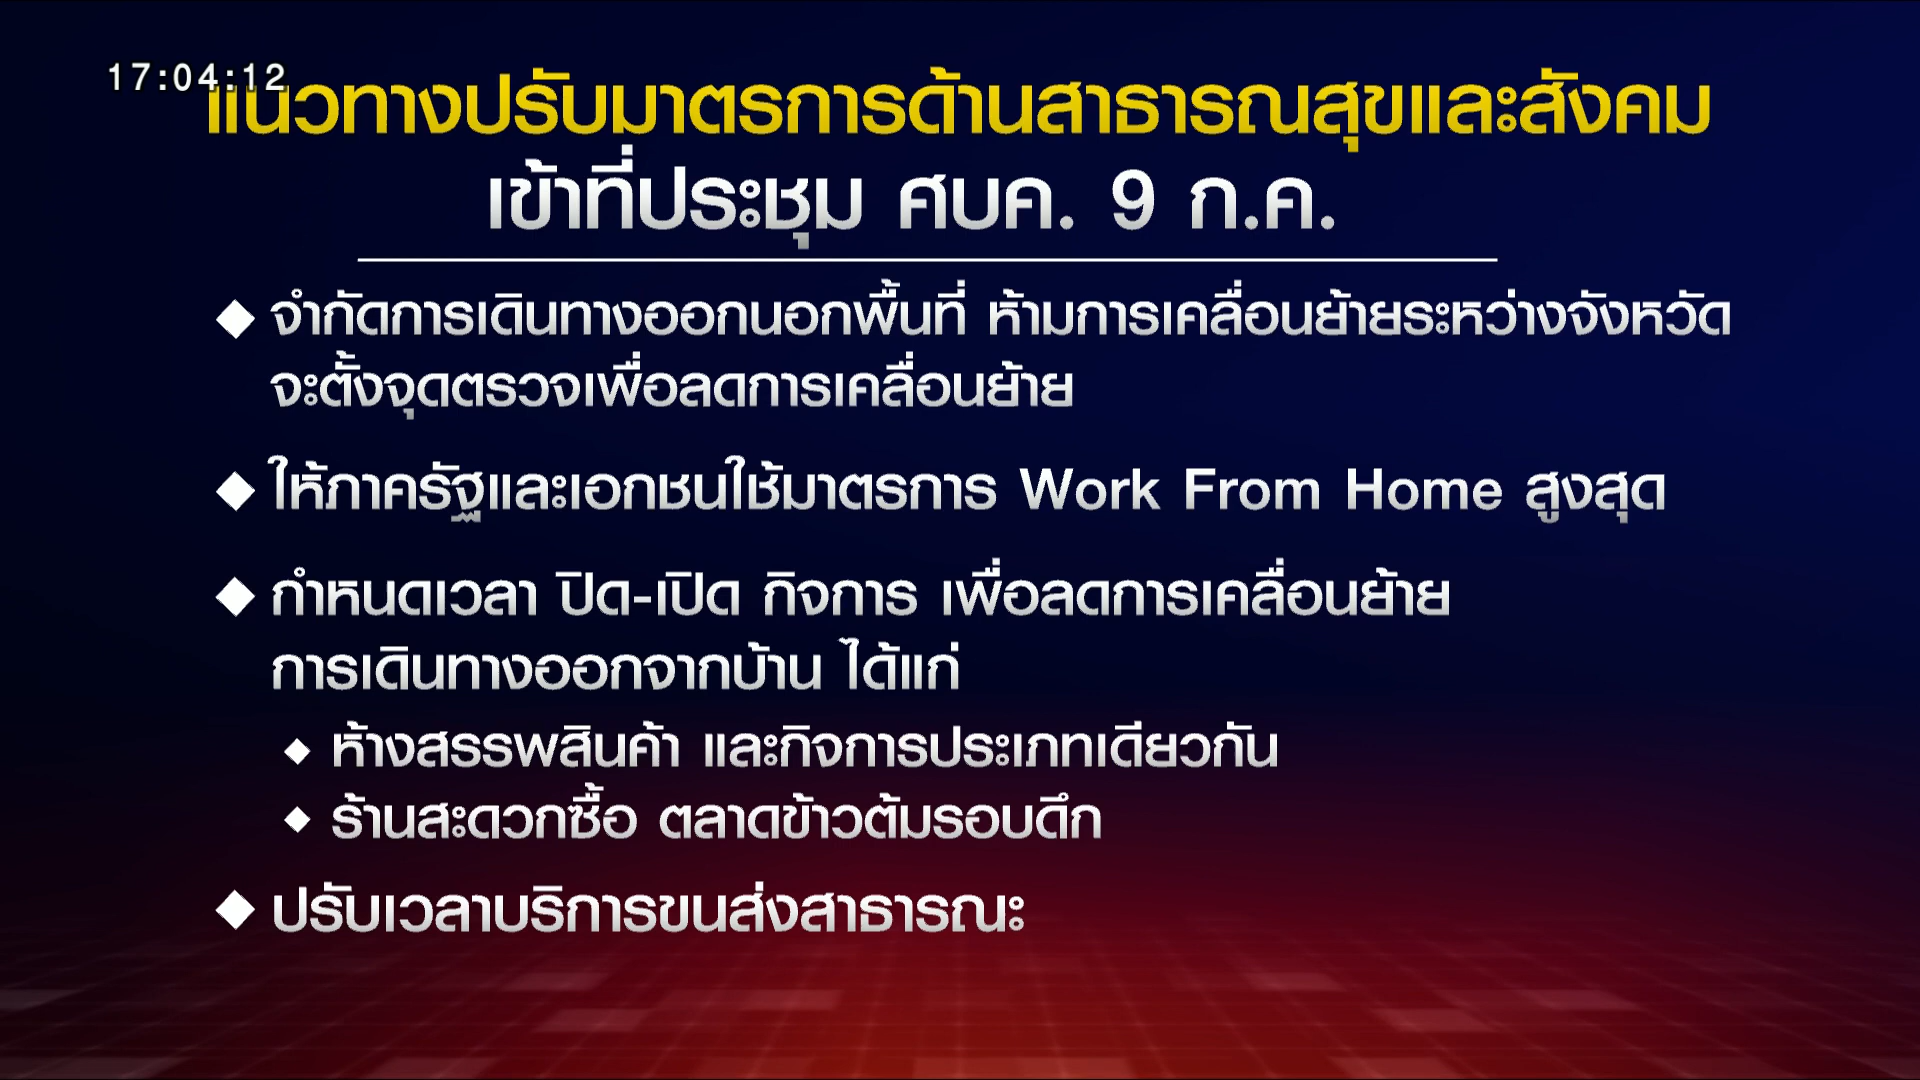 17:04:12
แนวทางปรับมาตรการด้านสาธารณสุขและสังคม
เข้าที่ประชุม ศบค. 9 ก.ค.
จำกัดการเดินทางออกนอกพื้นที่ ห้ามการเคลื่อนย้ายระหว่างจังหวัด
จะตั้งจุดตรวจเพื่อลดการเคลื่อนย้าย
ให้ภาครัฐและเอกชนใช้มาตรการ Work From Home สูงสุด
กำหนดเวลา ปิด-เปิด กิจการ เพื่อลดการเคลื่อนย้าย
การเดินทางออกจากบ้าน ได้แก่
ห้างสรรพสินค้า และกิจการประเภทเดียวกัน
ร้านสะดวกซื้อ ตลาดข้าวต้มรอบดึก
ปรับเวลาบริการขนส่งสาธารณะ